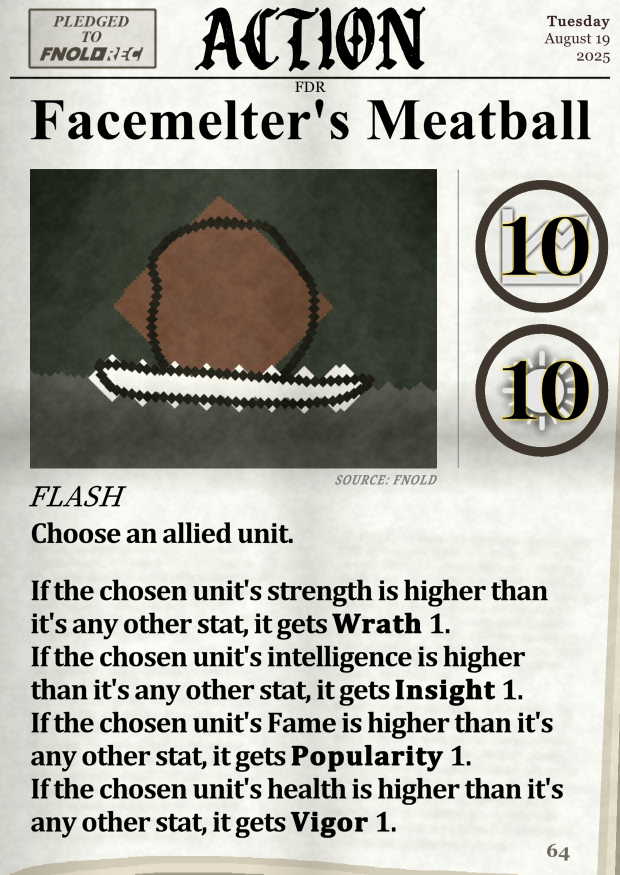 PLEDGED
TO
FNOLD REC
ACTION
Tuesday
August 19
2025
FDR
Facemelter's Meatball
10
10
SOURCE: FNOLD
FLASH
Choose an allied unit.
If the chosen unit's strength is higher than
it's any other stat, it gets Wrath 1.
If the chosen unit's intelligence is higher
than it's any other stat, it gets Insight 1.
If the chosen unit's Fame is higher than it's
any other stat, it gets Popularity 1.
If the chosen unit's health is higher than it's
any other stat, it gets Vigor 1.
64